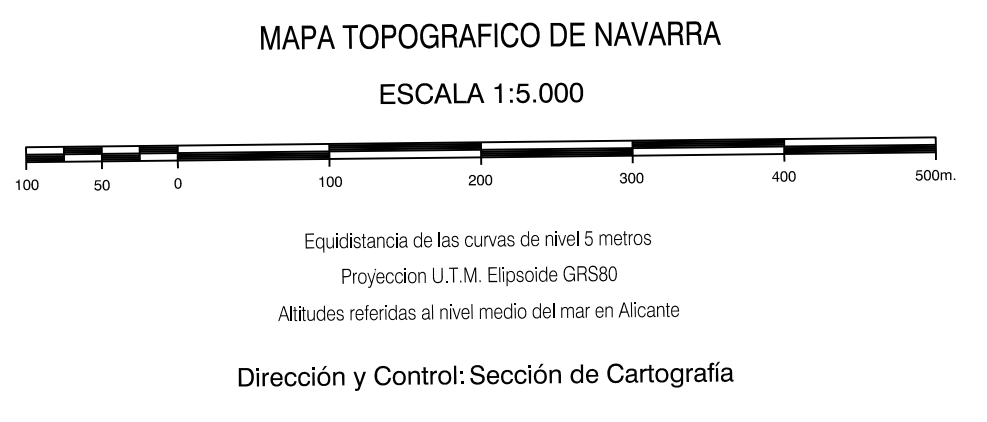 MAPA TOPOGRAFICO DE NAVARRA
ESCALA 1:5.000
100 50 0 100 200 300 400 500m.
Equidistancia de las curvas de nivel 5 metros
Proyeccion U.T.M. Elipsoide GRS80
Altitudes referidas al nivel medio del mar en Alicante
Dirección y Control: Sección de Cartografía